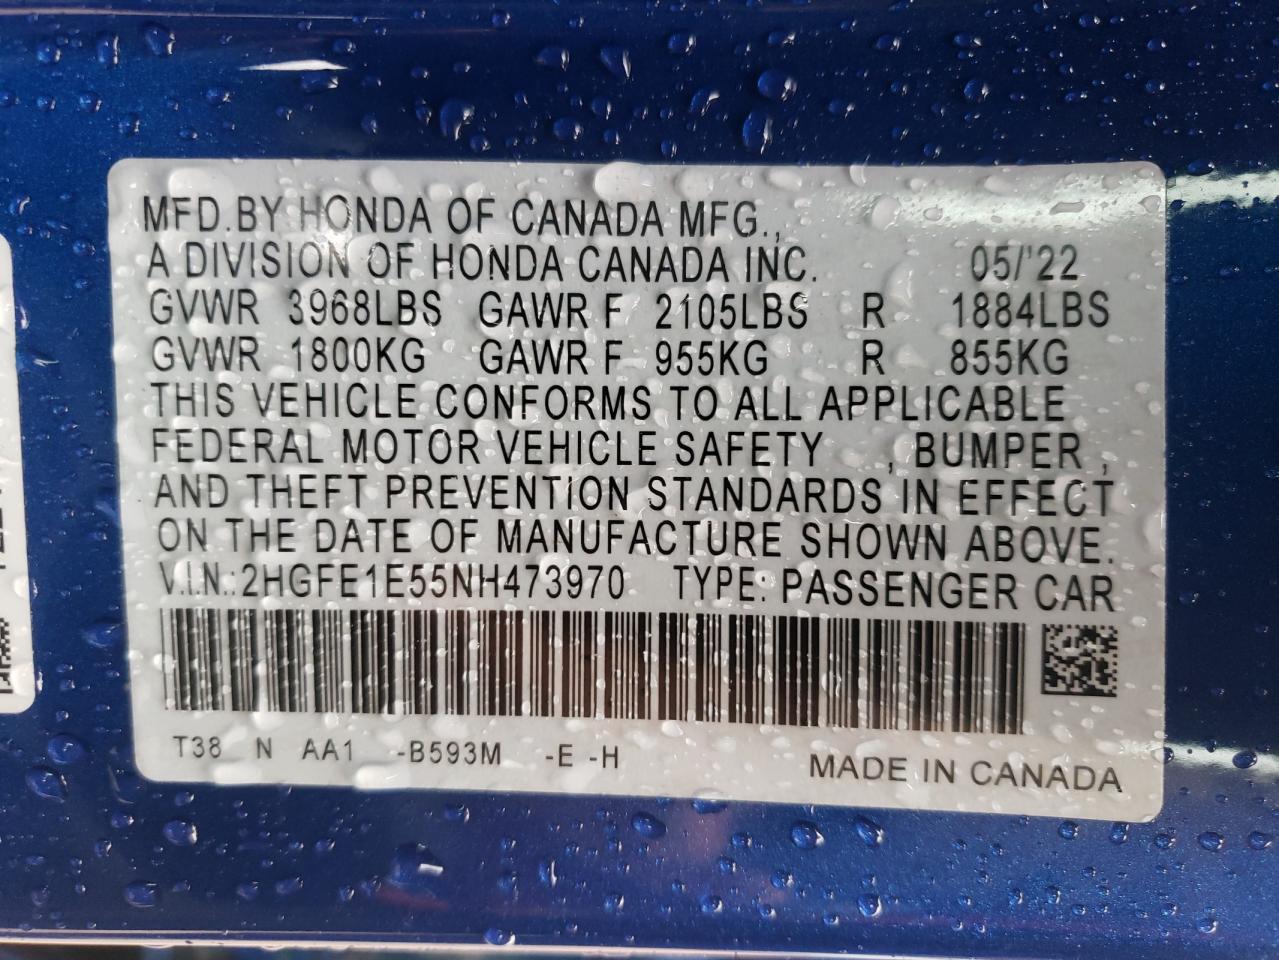 MFD.BY HONDA OF CANADA MFG.,
A DIVISION OF HONDA CANADA INC. 05/'22
GVWR 3968LBS GAWR F 2105LBS R 1884LBS
GVWR 1800KG GAWR F 955KG R 855KG
THIS VEHICLE CONFORMS TO ALL APPLICABLE
FEDERAL MOTOR VEHICLE SAFETY , BUMPER ,
AND THEFT PREVENTION STANDARDS IN EFFECT
ON THE DATE OF MANUFACTURE SHOWN ABOVE.
V.I.N.:2HGFE1E55NH473970 TYPE: PASSENGER CAR
T38 N AA1 -B593M -E -H
MADE IN CANADA